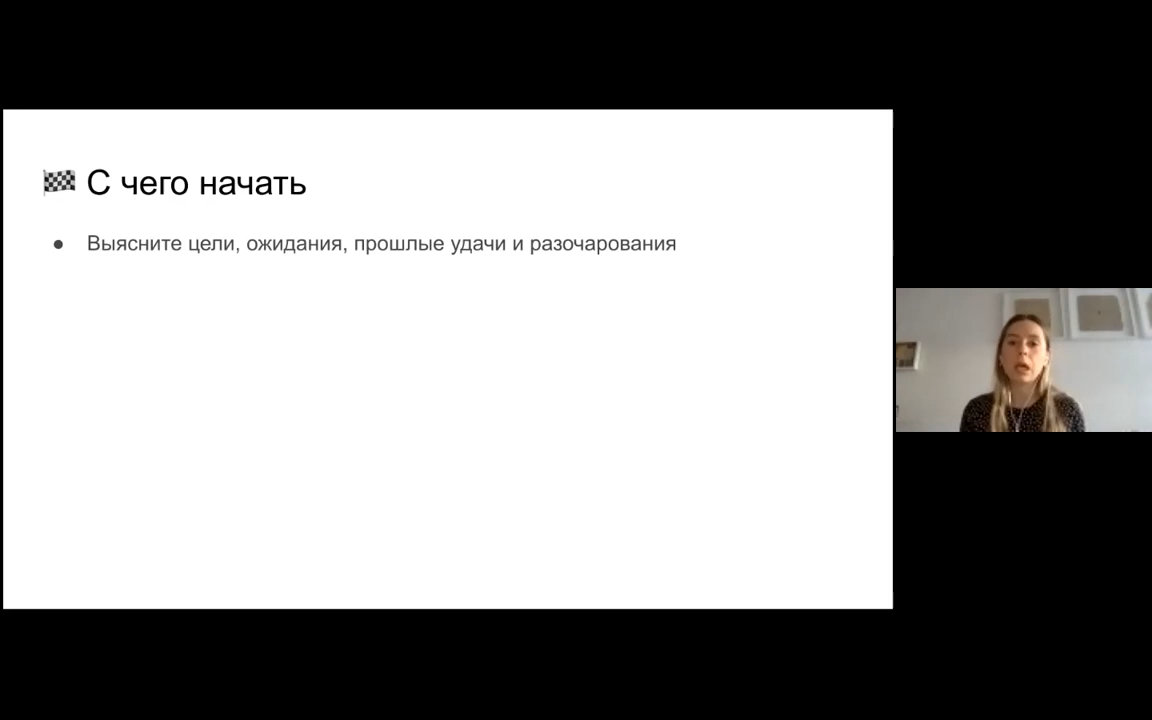 🏁 С чего начать
● Выясните цели, ожидания, прошлые удачи и разочарования